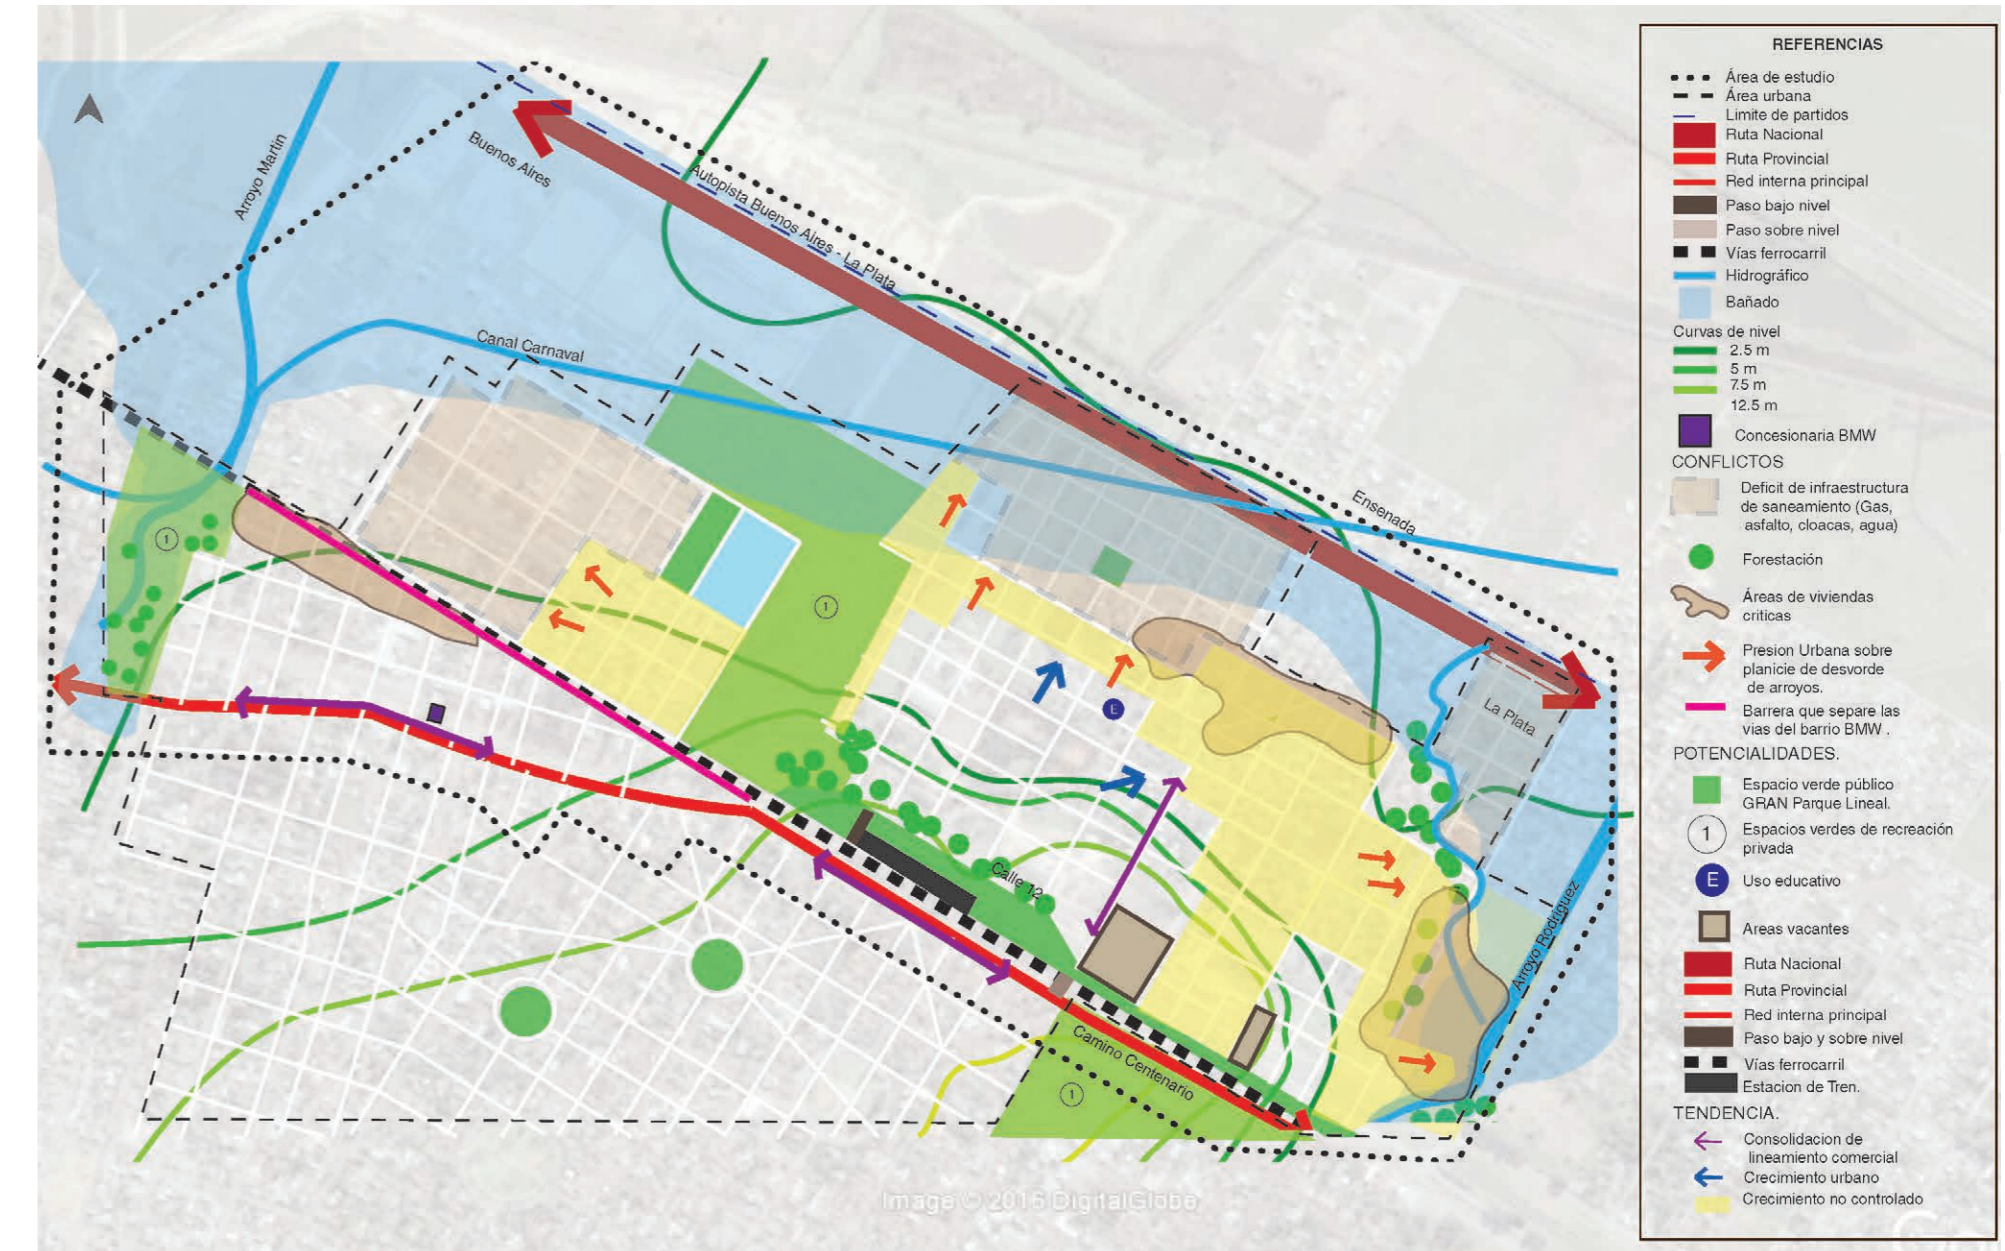 Arroyo Martin
Buenos Aires
Autopista Buenos Aires - La Plata
Canal Carnaval
Ensenada
La Plata
1
1
E
Calle 12
Arroyo Rodriguez
Camino Centenario
1
Image © 2015 DigitalGlobe
REFERENCIAS
Área de estudio
Área urbana
Limite de partidos
Ruta Nacional
Ruta Provincial
Red interna principal
Paso bajo nivel
Paso sobre nivel
Vías ferrocarril
Hidrográfico
Bañado
Curvas de nivel
2.5 m
5 m
7.5 m
12.5 m
Concesionaria BMW
CONFLICTOS
Deficit de infraestructura
de saneamiento (Gas,
asfalto, cloacas, agua)
Forestación
Áreas de viviendas
criticas
Presion Urbana sobre
planicie de desvorde
de arroyos.
Barrera que separe las
vias del barrio BMW .
POTENCIALIDADES.
Espacio verde público
GRAN Parque Lineal.
1 Espacios verdes de recreación
privada
E Uso educativo
Areas vacantes
Ruta Nacional
Ruta Provincial
Red interna principal
Paso bajo y sobre nivel
Vías ferrocarril
Estacion de Tren.
TENDENCIA.
Consolidacion de
lineamiento comercial
Crecimiento urbano
Crecimiento no controlado